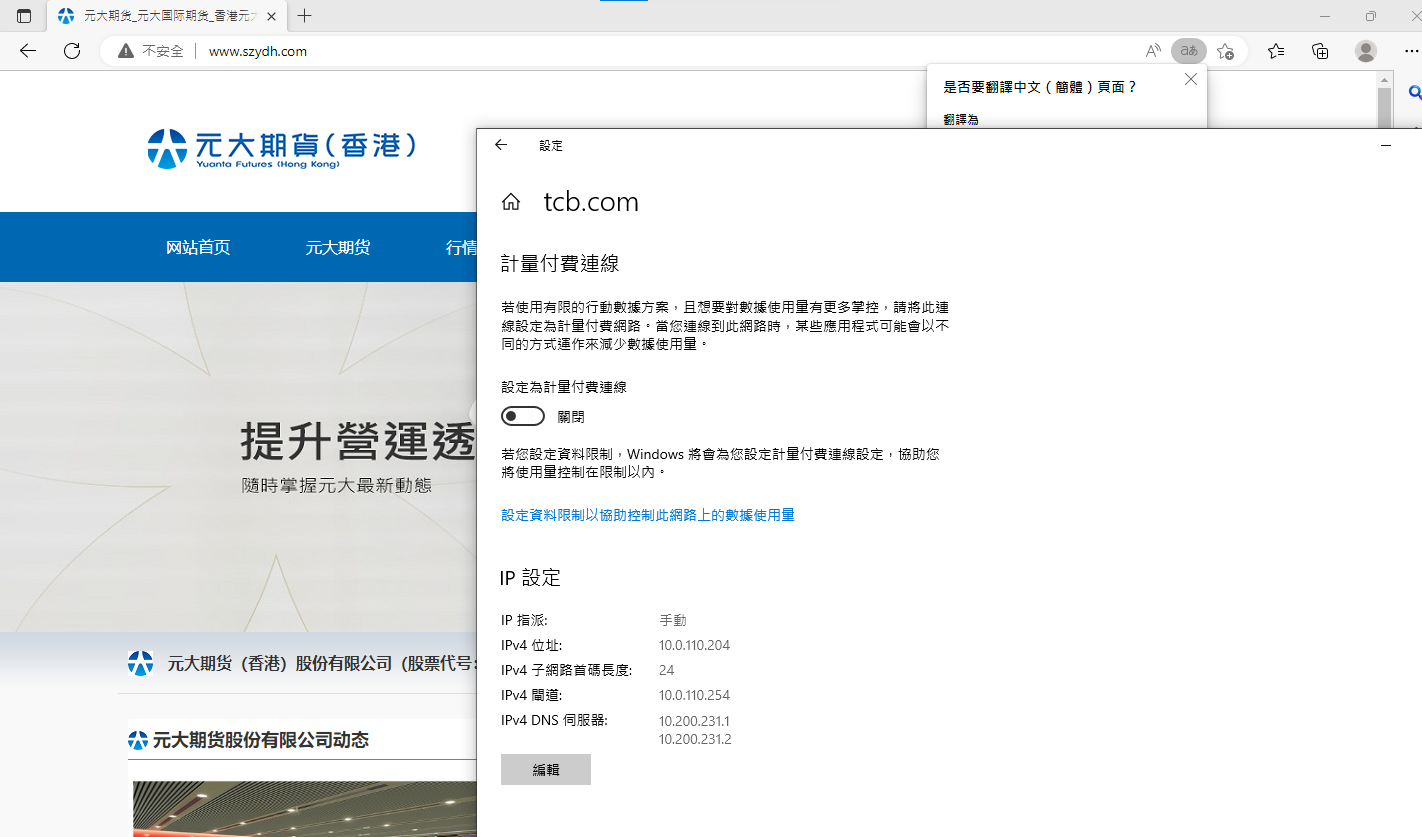 元大期货_元大国际期货_香港元大
不安全
www.szydh.com
是否要翻譯中文（簡體）頁面？
翻譯為
元大期貨(香港)
Yuanta Futures (Hong Kong)
网站首页
元大期货
行情
提升營運透
隨時掌握元大最新動態
元大期货（香港）股份有限公司（股票代号：
元大期货股份有限公司动态
設定
tcb.com
計量付費連線
若使用有限的行動數據方案，且想要對數據使用量有更多掌控，請將此連
線設定為計量付費網路。當您連線到此網路時，某些應用程式可能會以不
同的方式運作來減少數據使用量。
設定為計量付費連線
關閉
若您設定資料限制，Windows 將會為您設定計量付費連線設定，協助您
將使用量控制在限制以內。
設定資料限制以協助控制此網路上的數據使用量
IP 設定
IP 指派: 手動
IPv4 位址: 10.0.110.204
IPv4 子網路首碼長度: 24
IPv4 閘道: 10.0.110.254
IPv4 DNS 伺服器: 10.200.231.1
10.200.231.2
編輯